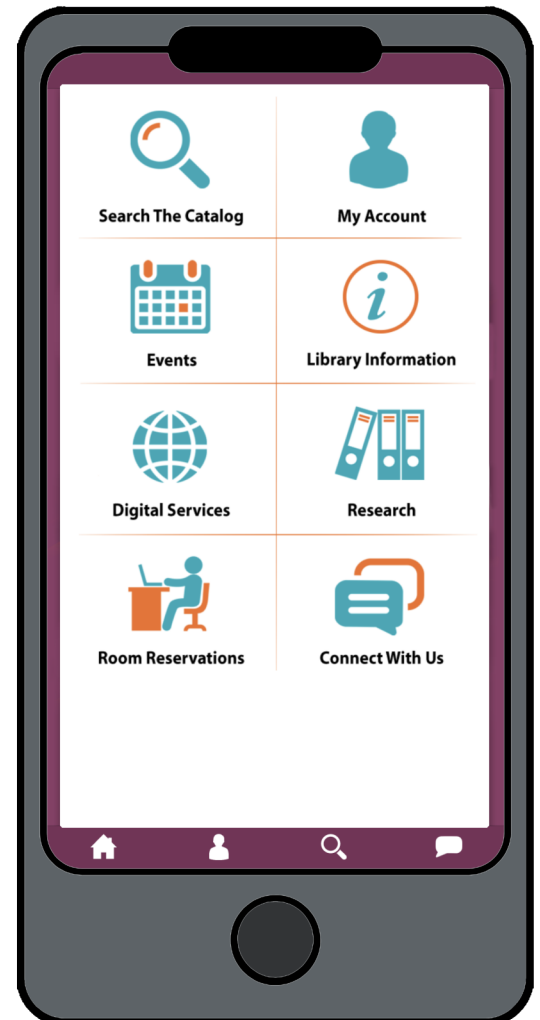 Search The Catalog
My Account
Events
Library Information
Digital Services
Research
Room Reservations
Connect With Us